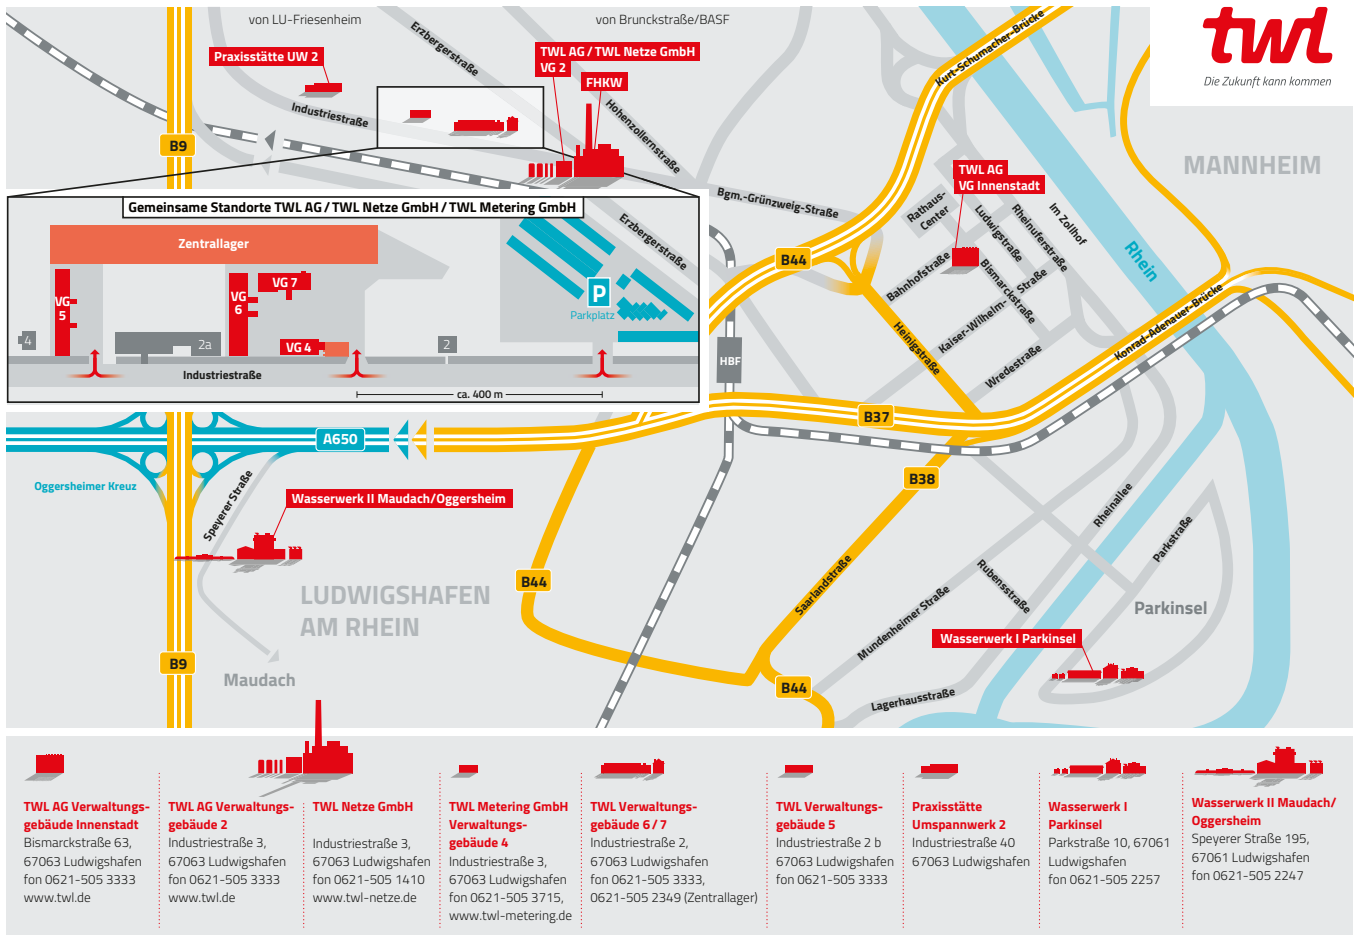 von LU-Friesenheim
von Brunckstraße/BASF
twl
Die Zukunft kann kommen
Erzbergerstraße
Praxisstätte UW 2
TWL AG / TWL Netze GmbH
VG 2
FHKW
Kurt-Schumacher-Brücke
Industriestraße
Hohenzollernstraße
B9
MANNHEIM
TWL AG
VG Innenstadt
Bgm.-Grünzweig-Straße
Rathaus-
Center
Ludwigstraße
Rheinuferstraße
Im Zollhof
Rhein
Gemeinsame Standorte TWL AG / TWL Netze GmbH / TWL Metering GmbH
Erzbergerstraße
Zentrallager
B44
Bahnhofstraße
Bismarckstraße
Kaiser-Wilhelm-
Straße
VG
5
VG
6
VG 7
P
Parkplatz
4
2a
VG 4
2
Industriestraße
ca. 400 m
HBF
Heinigstraße
Wredestraße
Konrad-Adenauer-Brücke
B37
A650
B38
Oggersheimer Kreuz
Speyerer Straße
Wasserwerk II Maudach/Oggersheim
Rheinallee
Parkstraße
LUDWIGSHAFEN
AM RHEIN
B44
Saarlandstraße
Rubensstraße
Mundenheimer Straße
Parkinsel
Wasserwerk I Parkinsel
B9
Maudach
B44
Lagerhausstraße
TWL AG Verwaltungs-
gebäude Innenstadt
Bismarckstraße 63,
67063 Ludwigshafen
fon 0621-505 3333
www.twl.de
TWL AG Verwaltungs-
gebäude 2
Industriestraße 3,
67063 Ludwigshafen
fon 0621-505 3333
www.twl.de
TWL Netze GmbH
Industriestraße 3,
67063 Ludwigshafen
fon 0621-505 1410
www.twl-netze.de
TWL Metering GmbH
Verwaltungs-
gebäude 4
Industriestraße 3,
67063 Ludwigshafen
fon 0621-505 3715,
www.twl-metering.de
TWL Verwaltungs-
gebäude 6 / 7
Industriestraße 2,
67063 Ludwigshafen
fon 0621-505 3333,
0621-505 2349 (Zentrallager)
TWL Verwaltungs-
gebäude 5
Industriestraße 2 b
67063 Ludwigshafen
fon 0621-505 3333
Praxisstätte
Umspannwerk 2
Industriestraße 40
67063 Ludwigshafen
Wasserwerk I
Parkinsel
Parkstraße 10, 67061
Ludwigshafen
fon 0621-505 2257
Wasserwerk II Maudach/
Oggersheim
Speyerer Straße 195,
67061 Ludwigshafen
fon 0621-505 2247